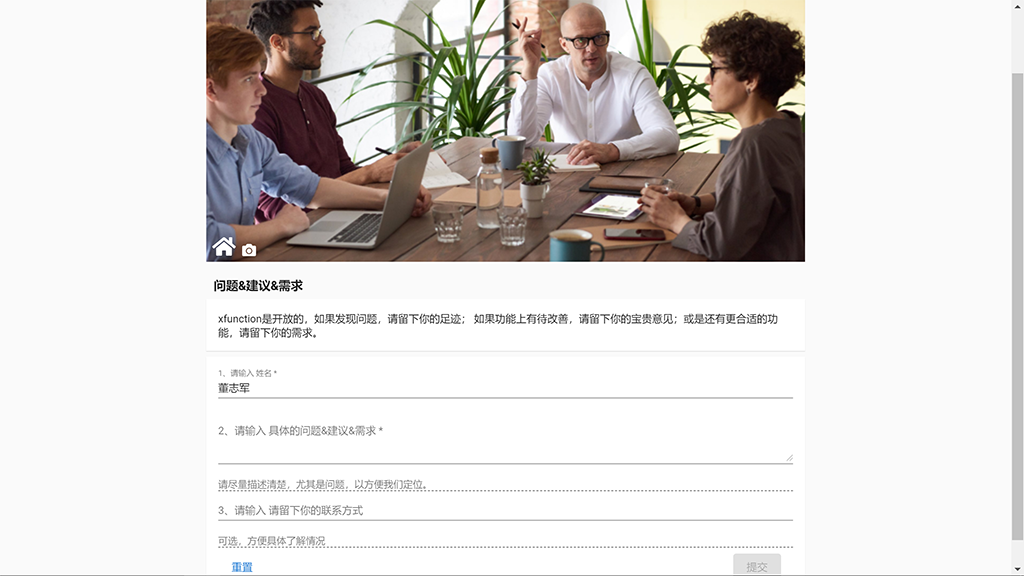 问题&建议&需求
xfunction是开放的，如果发现问题，请留下你的足迹； 如果功能上有待改善，请留下你的宝贵意见；或是还有更合适的功
能，请留下你的需求。
1、请输入 姓名 *
董志军
2、请输入 具体的问题&建议&需求 *
请尽量描述清楚，尤其是问题，以方便我们定位。
3、请输入 请留下你的联系方式
可选，方便具体了解情况
重置
提交